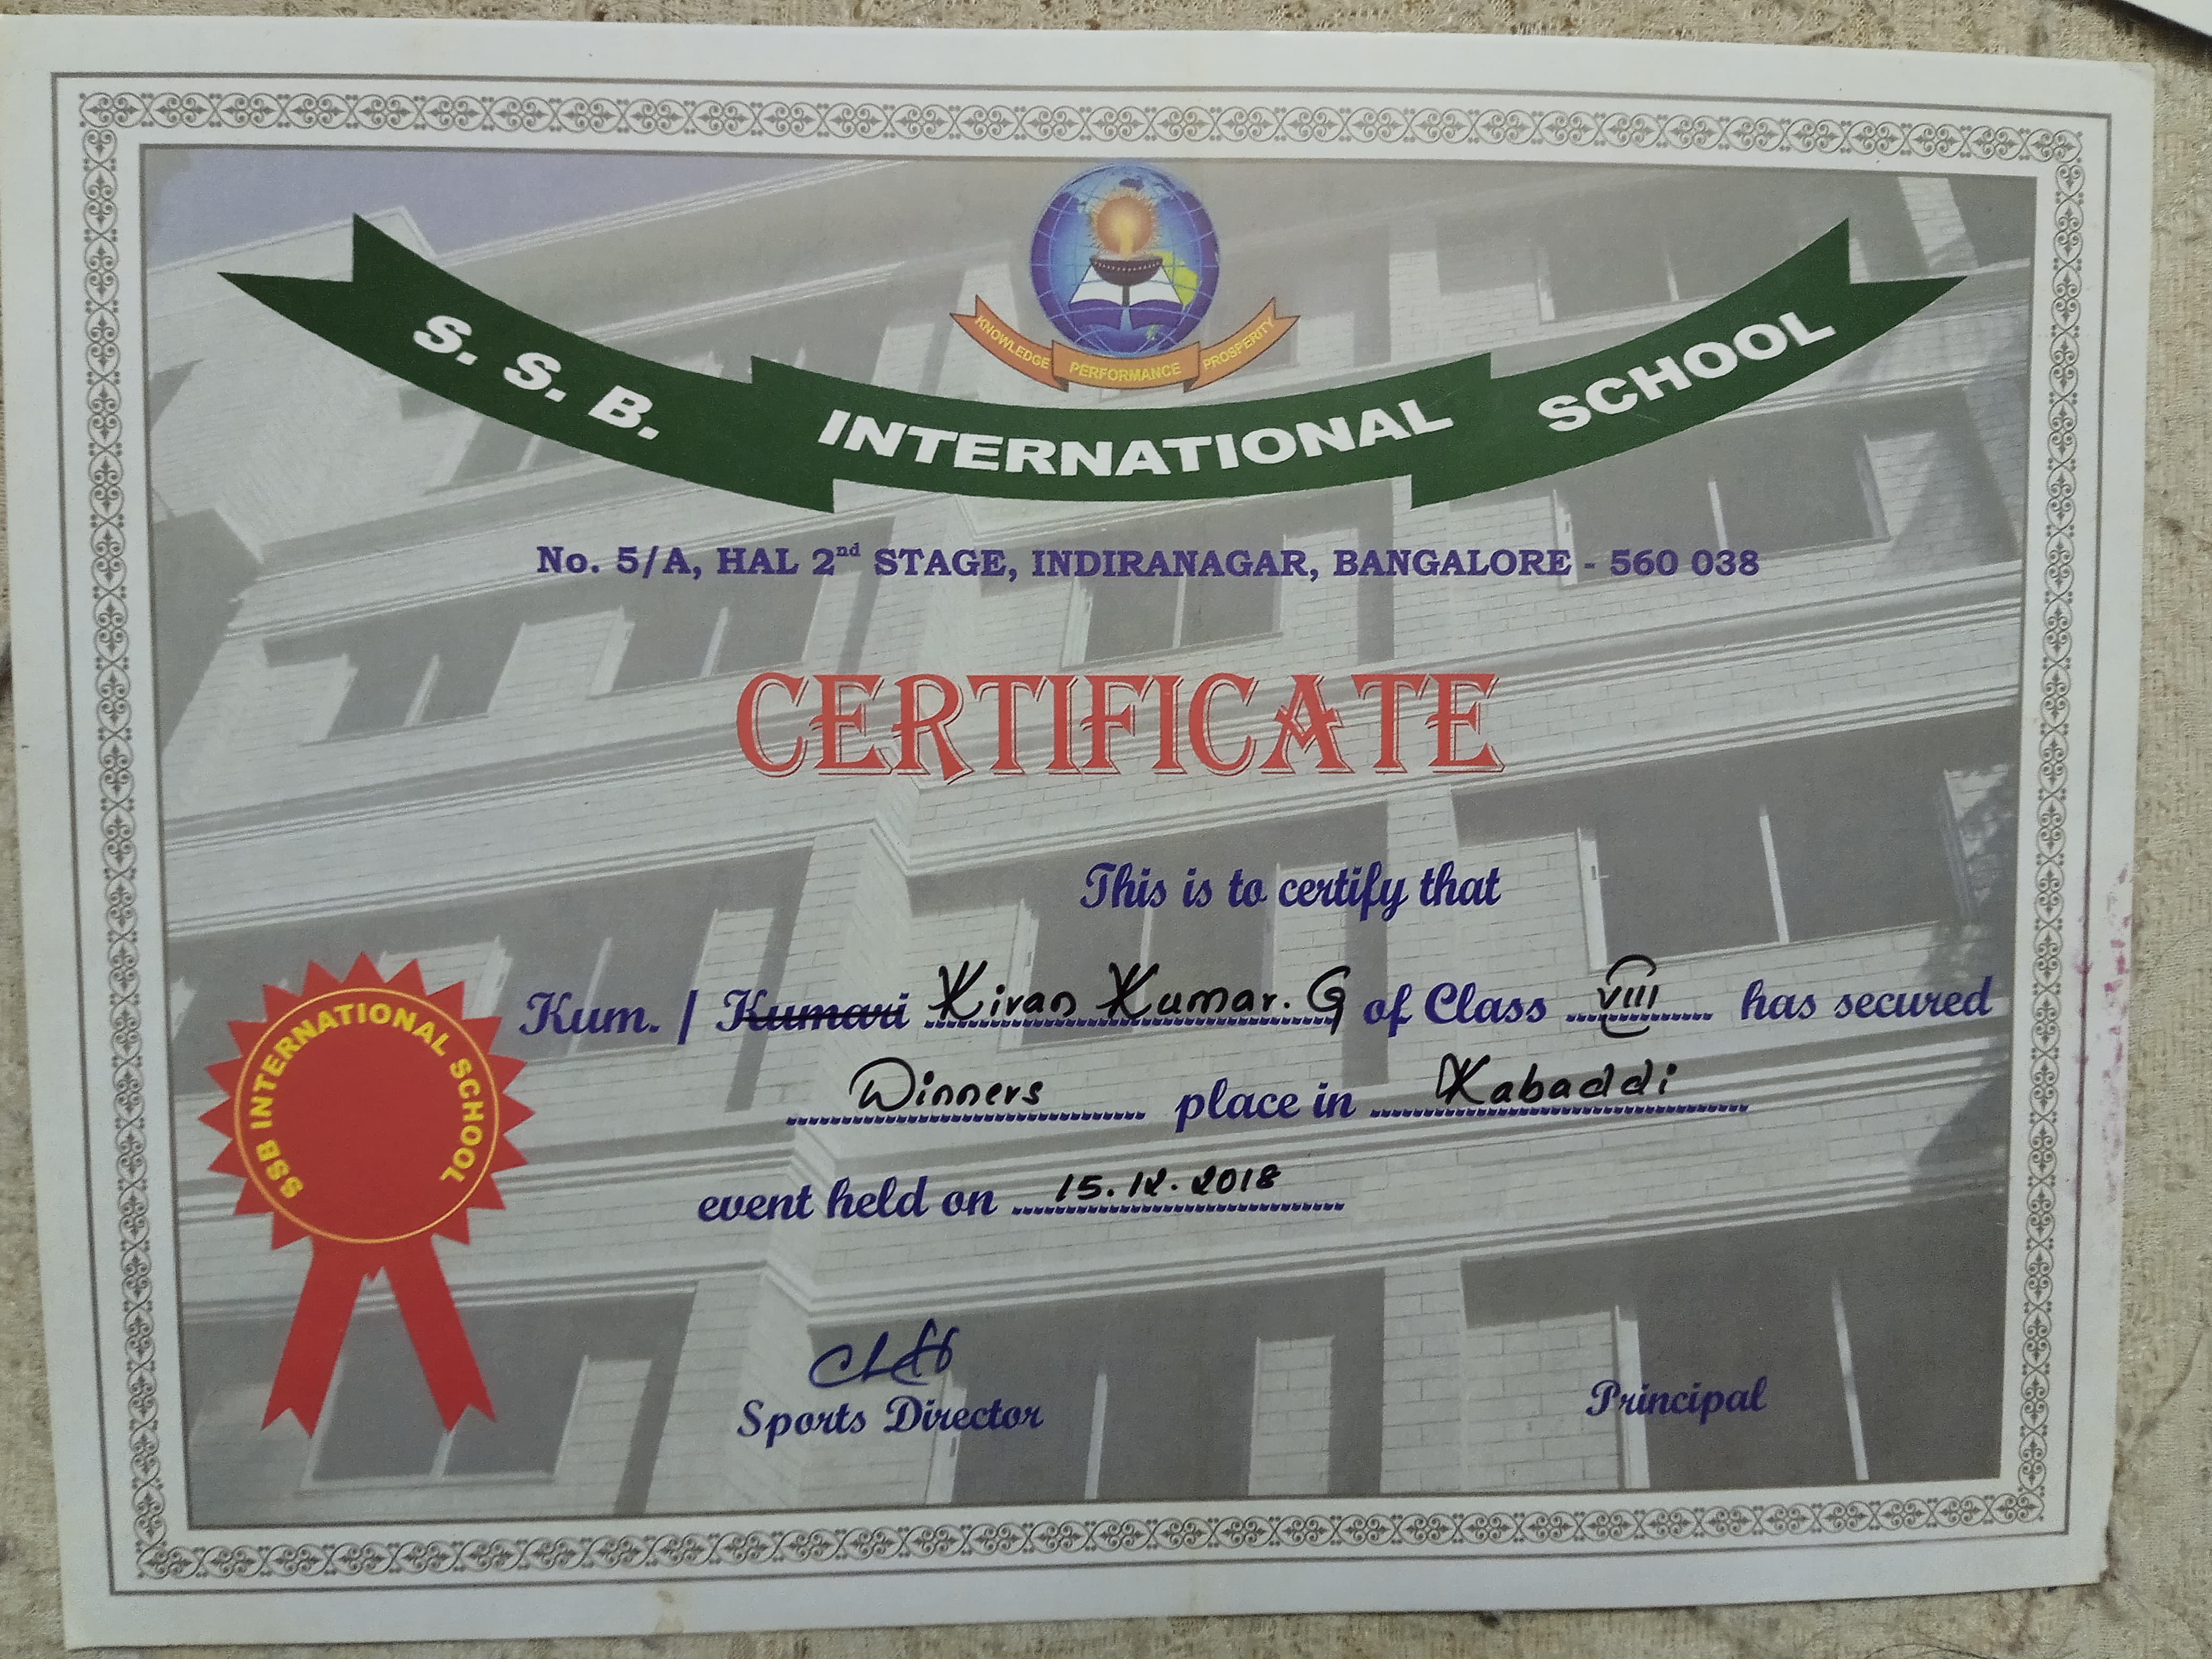 KNOWLEDGE PERFORMANCE PROSPERITY
S. S. B. INTERNATIONAL SCHOOL
No. 5/A, HAL 2nd STAGE, INDIRANAGAR, BANGALORE - 560 038
CERTIFICATE
This is to certify that
Kum. / Kumari Kiran Kumar. G of Class VIII has secured
Winners place in Kabaddi
event held on 15.12.2018
SSB INTERNATIONAL SCHOOL
Sports Director
Principal